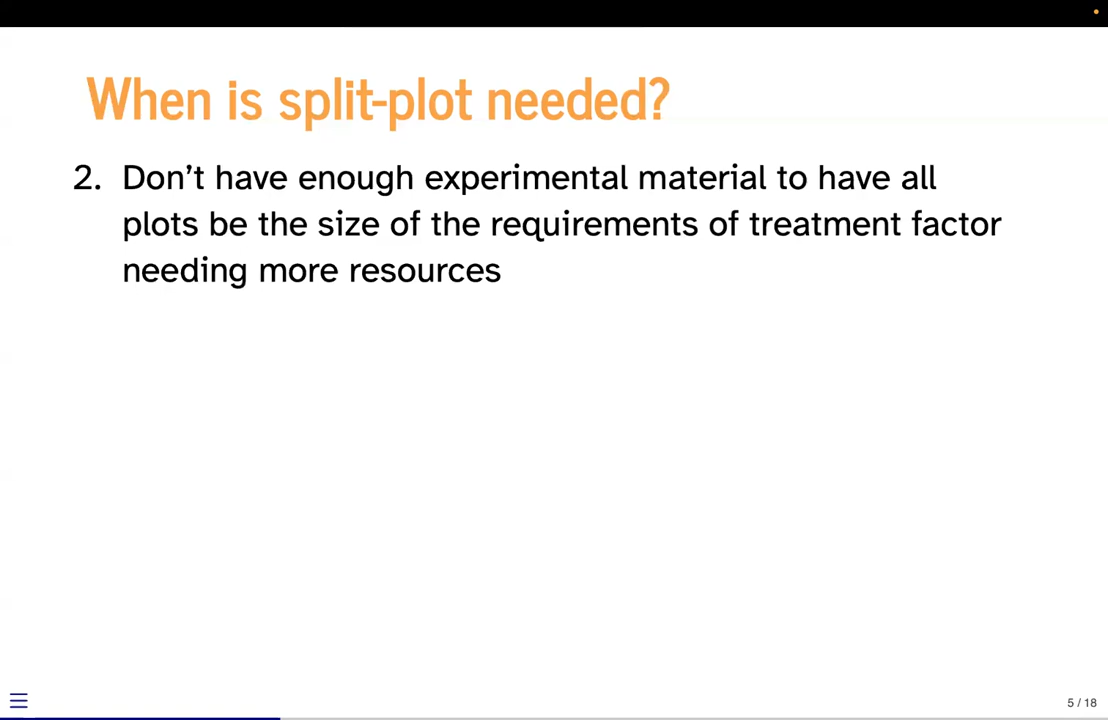 When is split-plot needed?
2. Don’t have enough experimental material to have all
plots be the size of the requirements of treatment factor
needing more resources
5 / 18